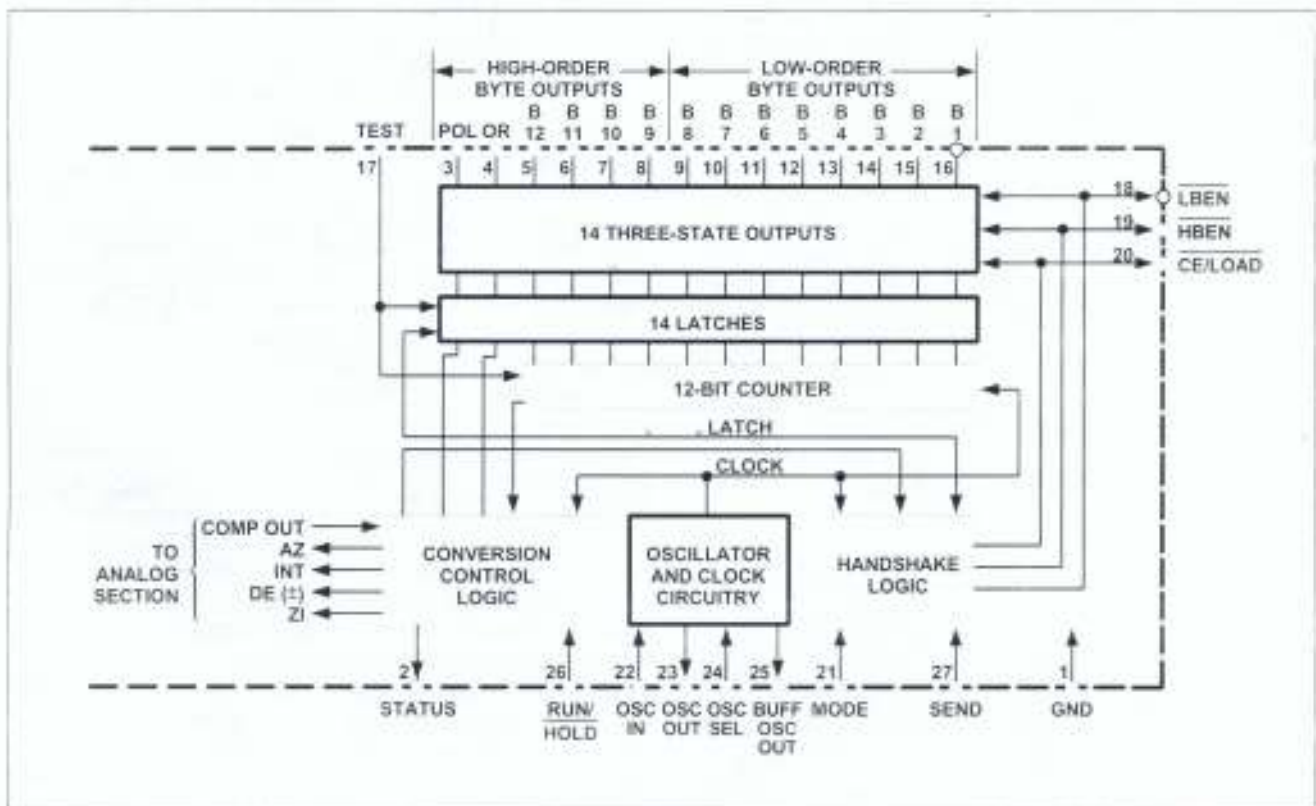 HIGH-ORDER
BYTE OUTPUTS
LOW-ORDER
BYTE OUTPUTS
TEST
POL OR
B 12
B 11
B 10
B 9
B 8
B 7
B 6
B 5
B 4
B 3
B 2
B 1
17 3 4 5 6 7 8 9 10 11 12 13 14 15 16
14 THREE-STATE OUTPUTS
18 LBEN
19 HBEN
20 CE/LOAD
14 LATCHES
12-BIT COUNTER
LATCH
CLOCK
TO
ANALOG
SECTION
COMP OUT
AZ
INT
DE (±)
ZI
CONVERSION
CONTROL
LOGIC
OSCILLATOR
AND CLOCK
CIRCUITRY
HANDSHAKE
LOGIC
2 26 22 23 24 25 21 27 1
STATUS
RUN/
HOLD
OSC
IN
OSC
OUT
OSC
SEL
BUFF
OSC
OUT
MODE
SEND
GND